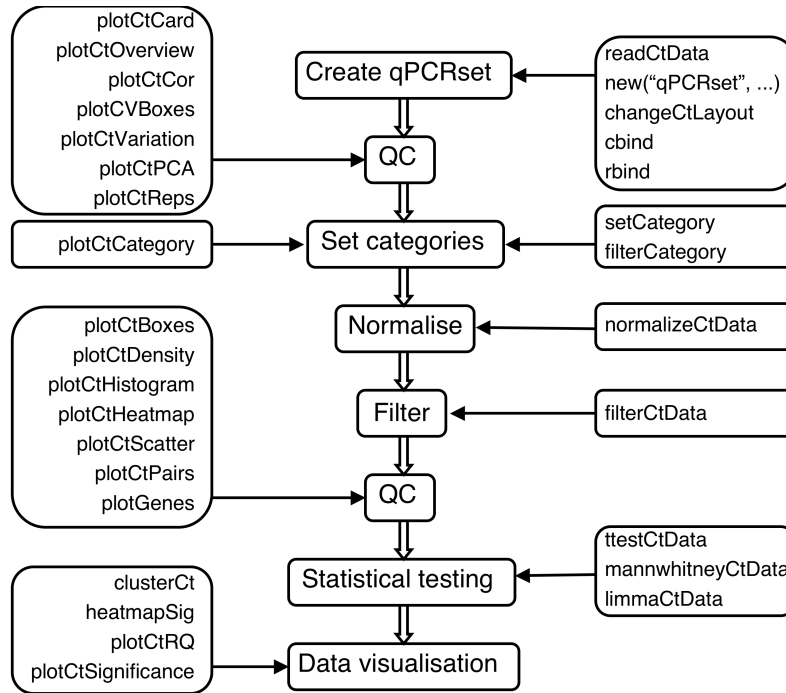 plotCtCard
plotCtOverview
plotCtCor
plotCVBoxes
plotCtVariation
plotCtPCA
plotCtReps
Create qPCRset
readCtData
new(“qPCRset”, ...)
changeCtLayout
cbind
rbind
QC
plotCtCategory
Set categories
setCategory
filterCategory
plotCtBoxes
plotCtDensity
plotCtHistogram
plotCtHeatmap
plotCtScatter
plotCtPairs
plotGenes
Normalise
normalizeCtData
Filter
filterCtData
QC
clusterCt
heatmapSig
plotCtRQ
plotCtSignificance
Statistical testing
ttestCtData
mannwhitneyCtData
limmaCtData
Data visualisation